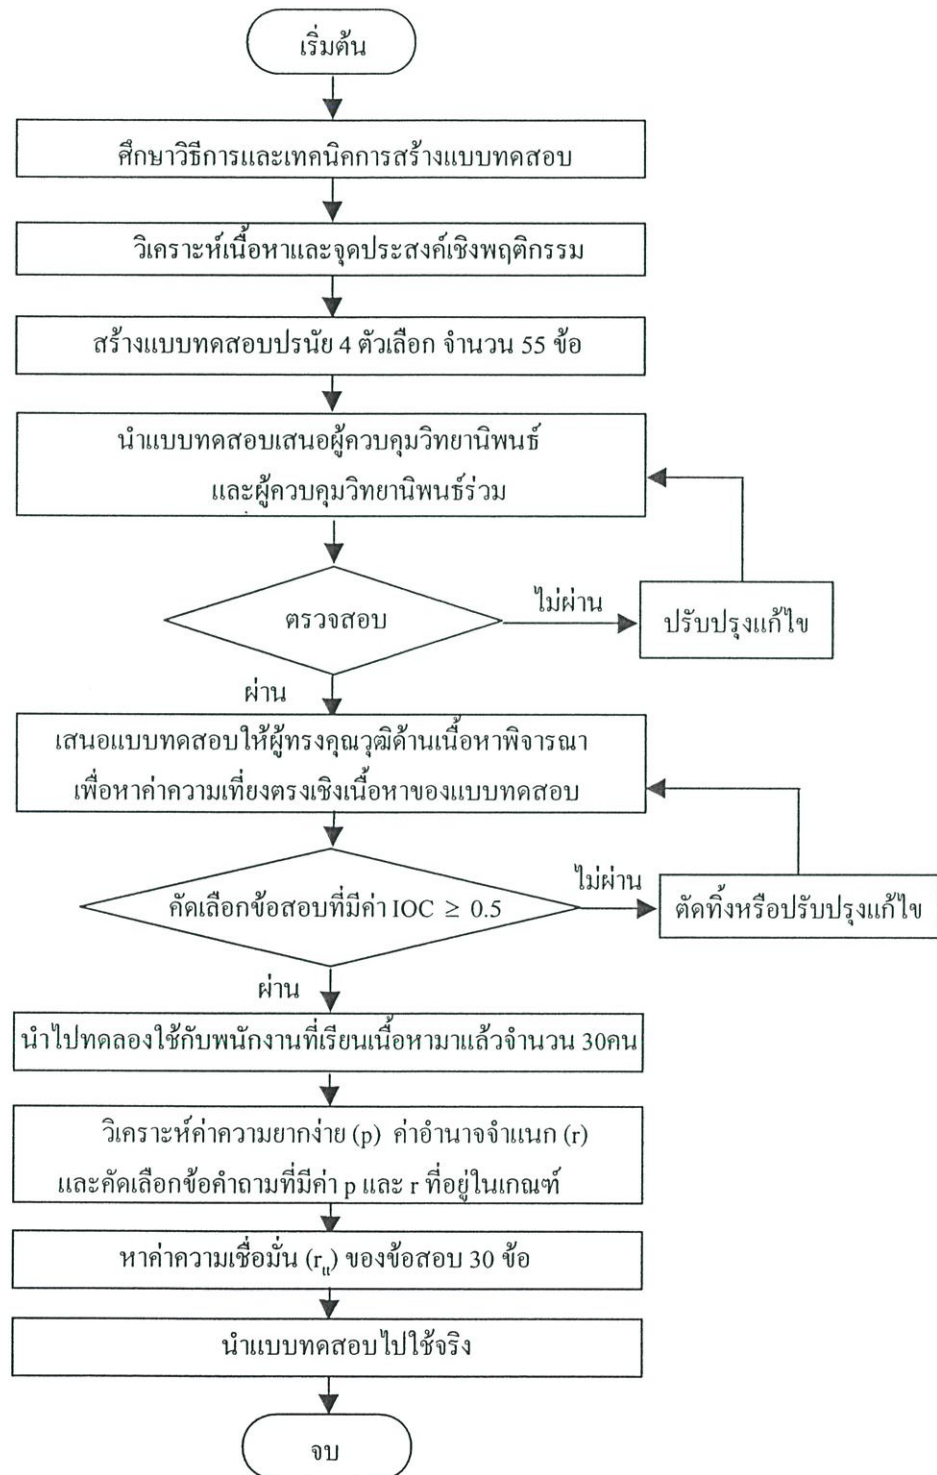 เริ่มต้น
ศึกษาวิธีการและเทคนิคการสร้างแบบทดสอบ
วิเคราะห์เนื้อหาและจุดประสงค์เชิงพฤติกรรม
สร้างแบบทดสอบปรนัย 4 ตัวเลือก จำนวน 55 ข้อ
นำแบบทดสอบเสนอผู้ควบคุมวิทยานิพนธ์
และผู้ควบคุมวิทยานิพนธ์ร่วม
ตรวจสอบ
ไม่ผ่าน
ปรับปรุงแก้ไข
ผ่าน
เสนอแบบทดสอบให้ผู้ทรงคุณวุฒิด้านเนื้อหาพิจารณา
เพื่อหาค่าความเที่ยงตรงเชิงเนื้อหาของแบบทดสอบ
คัดเลือกข้อสอบที่มีค่า IOC ≥ 0.5
ไม่ผ่าน
ตัดทิ้งหรือปรับปรุงแก้ไข
ผ่าน
นำไปทดลองใช้กับพนักงานที่เรียนเนื้อหามาแล้วจำนวน 30คน
วิเคราะห์ค่าความยากง่าย (p) ค่าอำนาจจำแนก (r)
และคัดเลือกข้อคำถามที่มีค่า p และ r ที่อยู่ในเกณฑ์
หาค่าความเชื่อมั่น (rtt) ของข้อสอบ 30 ข้อ
นำแบบทดสอบไปใช้จริง
จบ